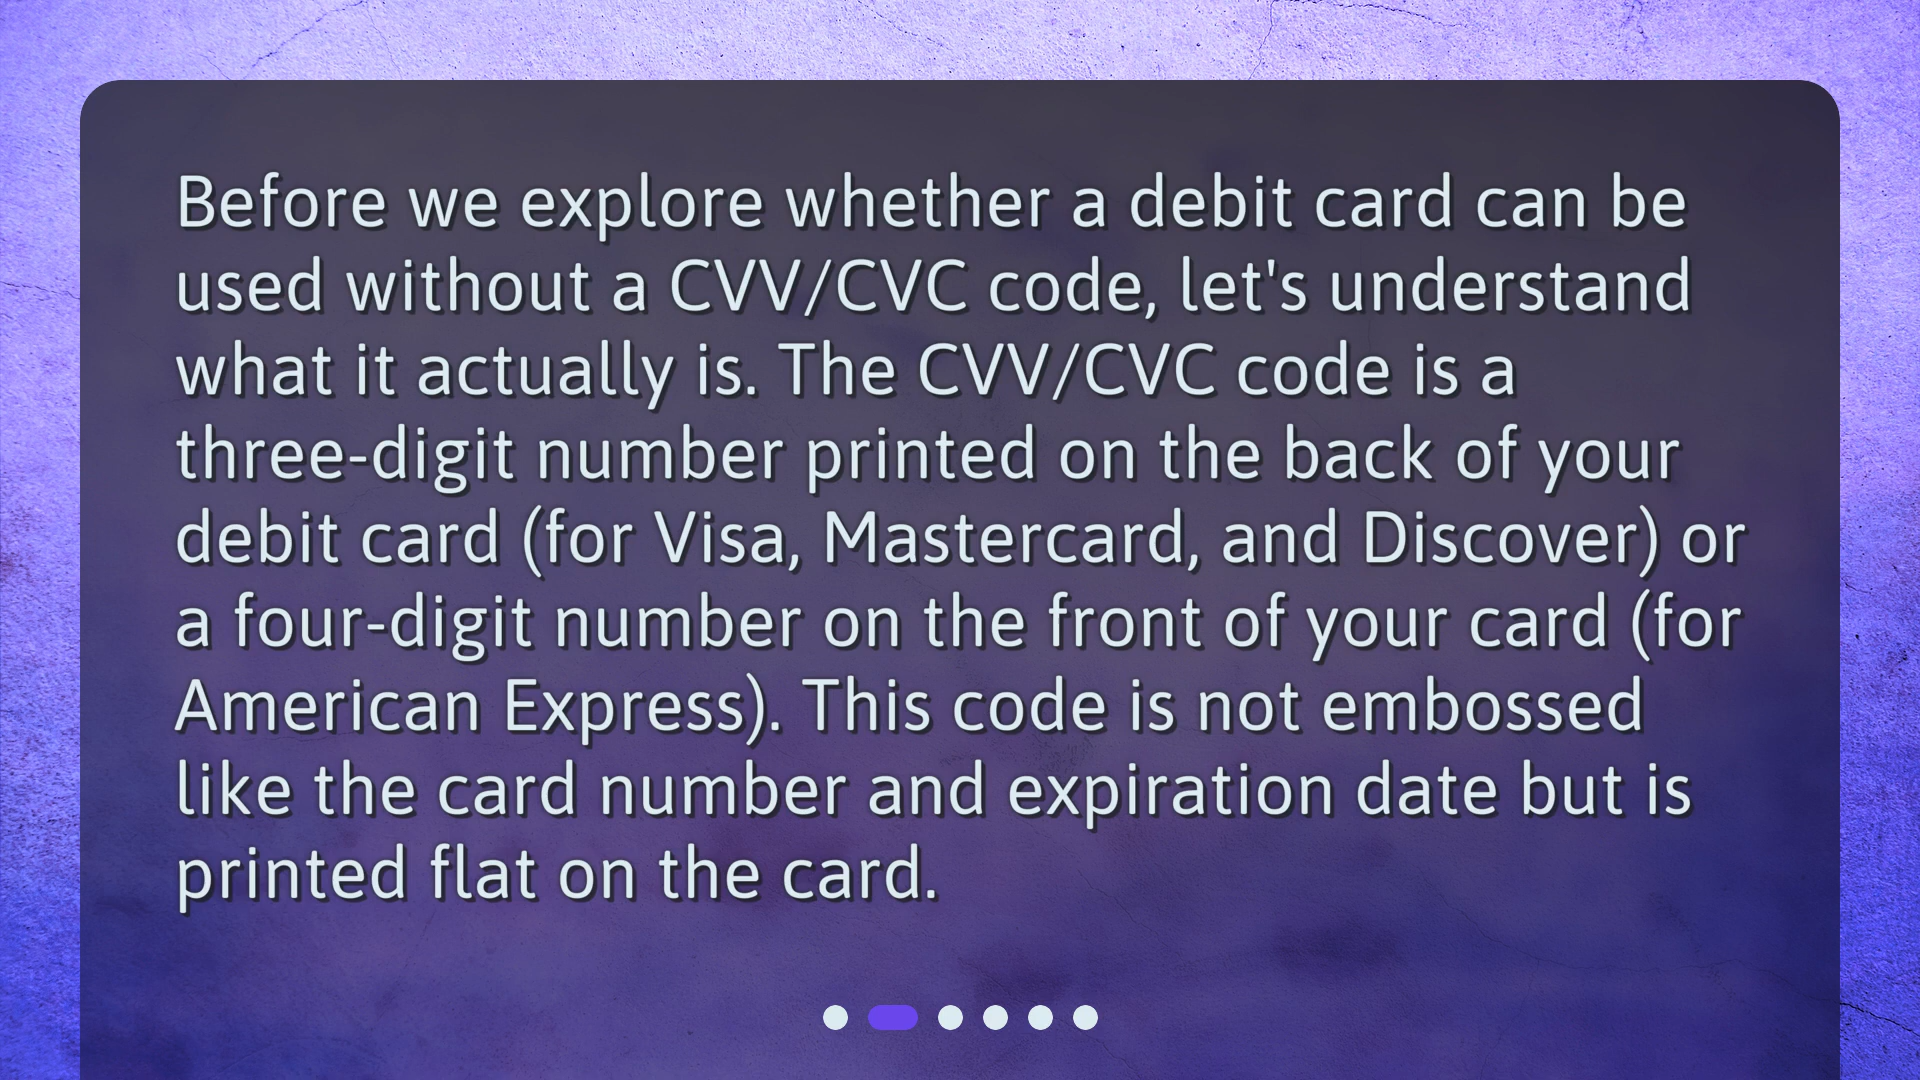 Before we explore whether a debit card can be
used without a CVV/CVC code, let's understand
what it actually is. The CVV/CVC code is a
three-digit number printed on the back of your
debit card (for Visa, Mastercard, and Discover) or
a four-digit number on the front of your card (for
American Express). This code is not embossed
like the card number and expiration date but is
printed flat on the card.